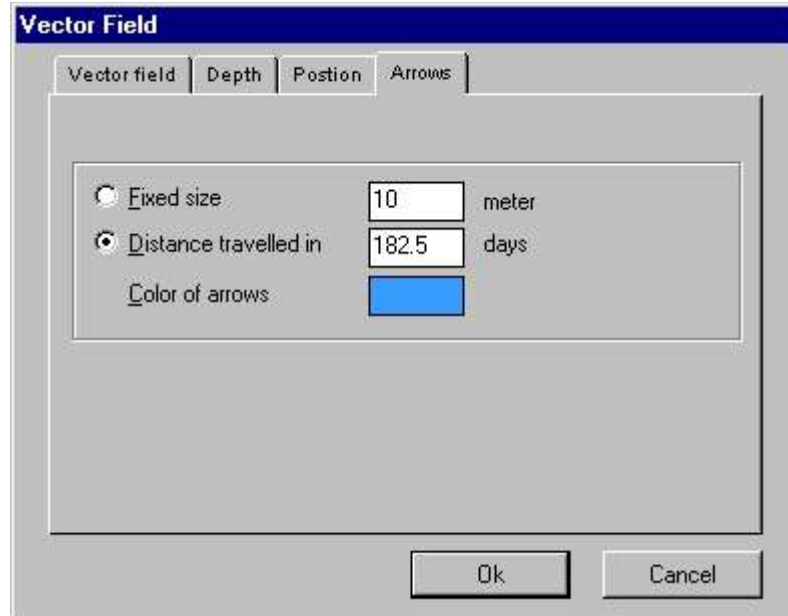 Vector Field
Vector field Depth Postion Arrows
Fixed size 10 meter
Distance travelled in 182.5 days
Color of arrows
Ok Cancel